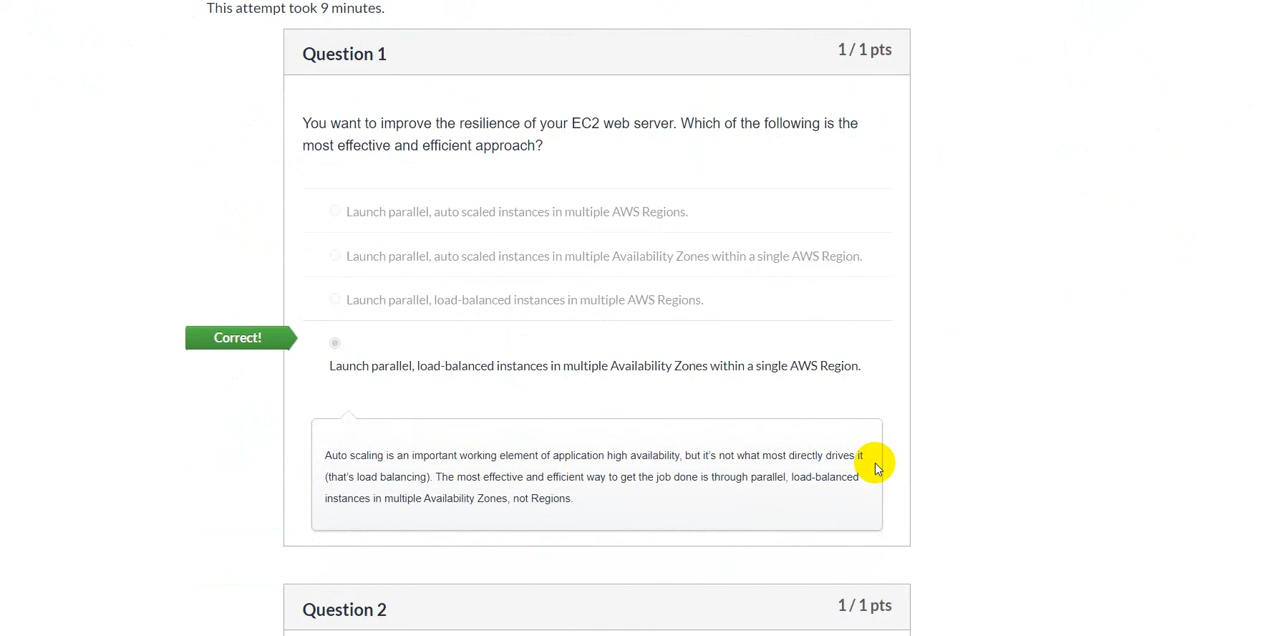 This attempt took 9 minutes.
Question 1
1 / 1 pts
You want to improve the resilience of your EC2 web server. Which of the following is the
most effective and efficient approach?
Launch parallel, auto scaled instances in multiple AWS Regions.
Launch parallel, auto scaled instances in multiple Availability Zones within a single AWS Region.
Launch parallel, load-balanced instances in multiple AWS Regions.
Correct!
Launch parallel, load-balanced instances in multiple Availability Zones within a single AWS Region.
Auto scaling is an important working element of application high availability, but it's not what most directly drives it
(that's load balancing). The most effective and efficient way to get the job done is through parallel, load-balanced
instances in multiple Availability Zones, not Regions.
Question 2
1 / 1 pts